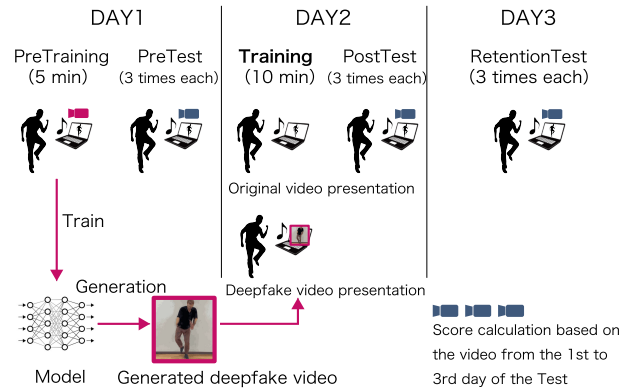 DAY1
DAY2
DAY3
PreTraining
(5 min)
PreTest
(3 times each)
Training
(10 min)
PostTest
(3 times each)
RetentionTest
(3 times each)
Original video presentation
Train
Generation
Deepfake video presentation
Model
Generated deepfake video
Score calculation based on
the video from the 1st to
3rd day of the Test